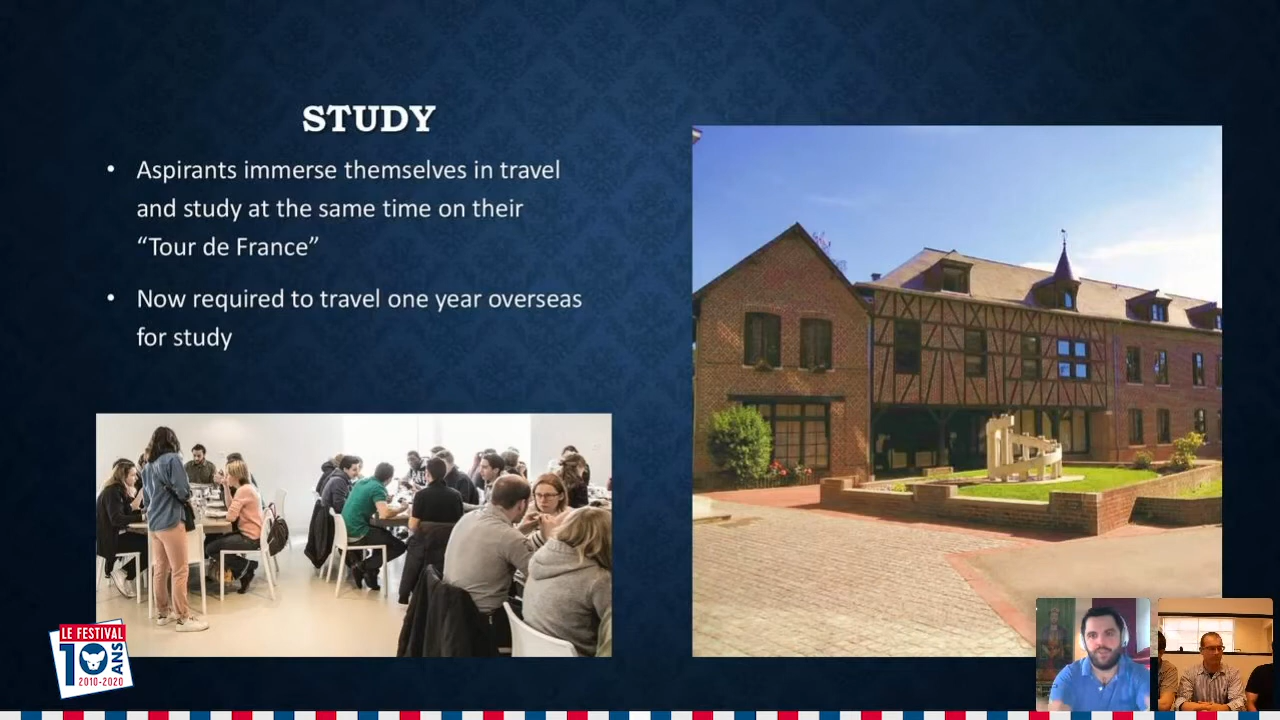 STUDY
• Aspirants immerse themselves in travel
and study at the same time on their
“Tour de France”
• Now required to travel one year overseas
for study
LE FESTIVAL
10 ANS
2010-2020